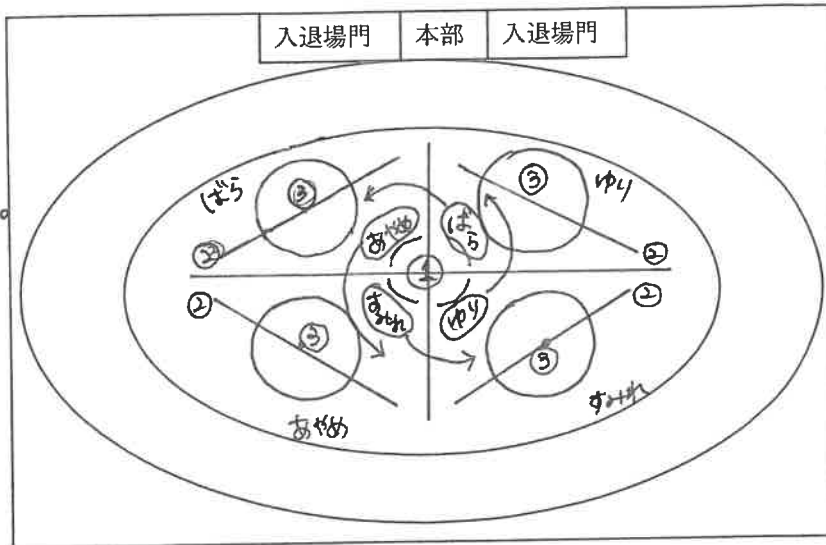 入退場門 本部 入退場門
ばら ③ ③ ゆり
あやめ ばら
② ① ②
② すみれ ゆり ②
③ ③
あやめ すみれ